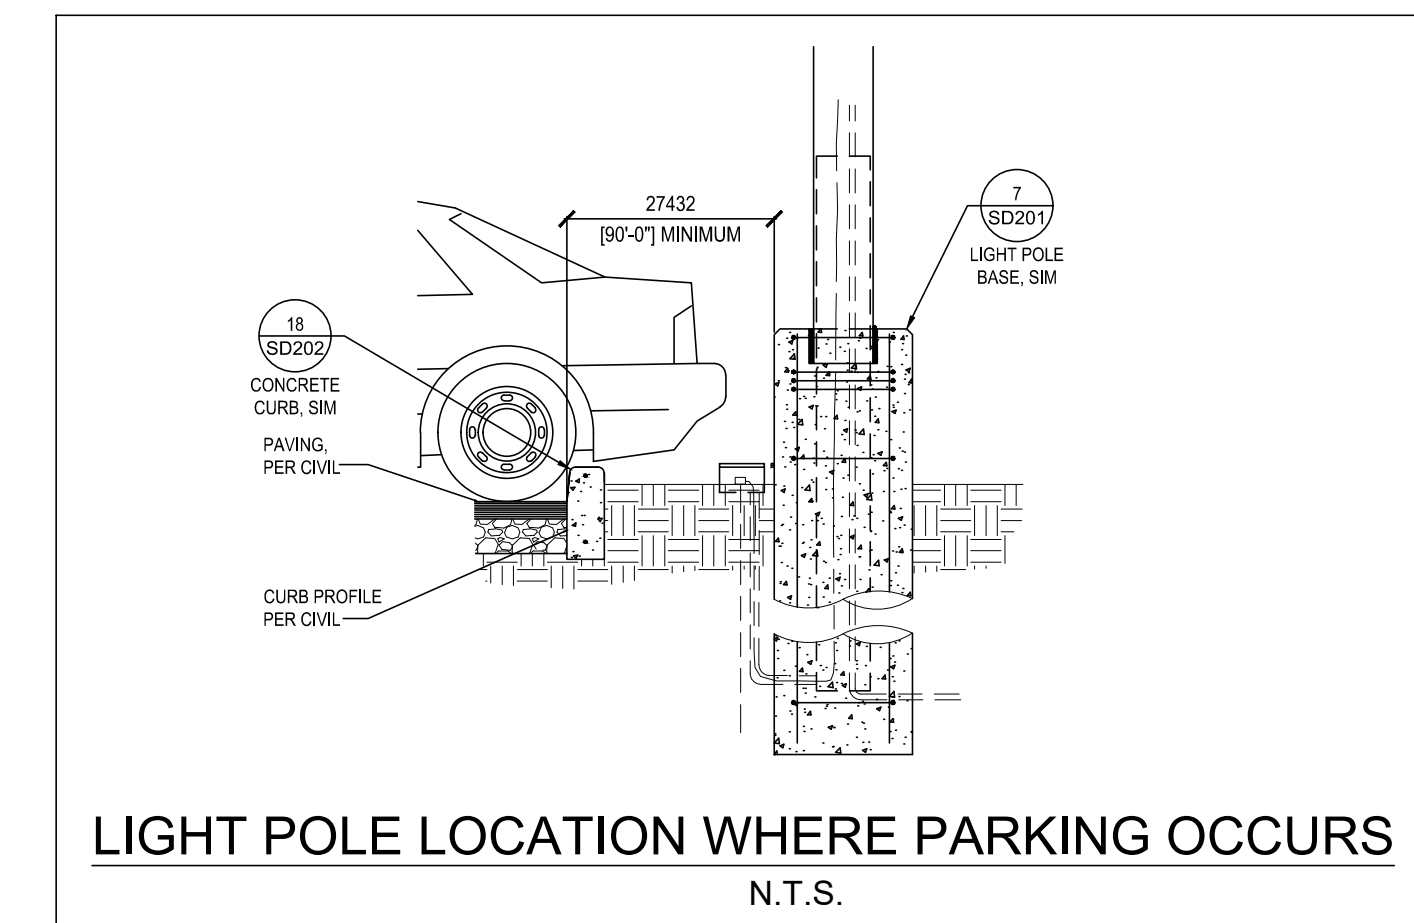 27432
[90'-0"] MINIMUM
7
SD201
LIGHT POLE
BASE, SIM
18
SD202
CONCRETE
CURB, SIM
PAVING,
PER CIVIL
CURB PROFILE
PER CIVIL
LIGHT POLE LOCATION WHERE PARKING OCCURS
N.T.S.